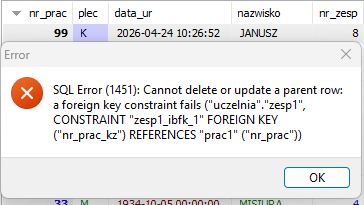 nr_prac plec data_ur nazwisko nr_zesp
99 K 2026-04-24 10:26:52 JANUSZ 8
Error
SQL Error (1451): Cannot delete or update a parent row:
a foreign key constraint fails ("uczelnia"."zesp1",
CONSTRAINT "zesp1_ibfk_1" FOREIGN KEY
("nr_prac_kz") REFERENCES "prac1" ("nr_prac"))
OK
33 M 1934-10-05 00:00:00 MISIURA 4